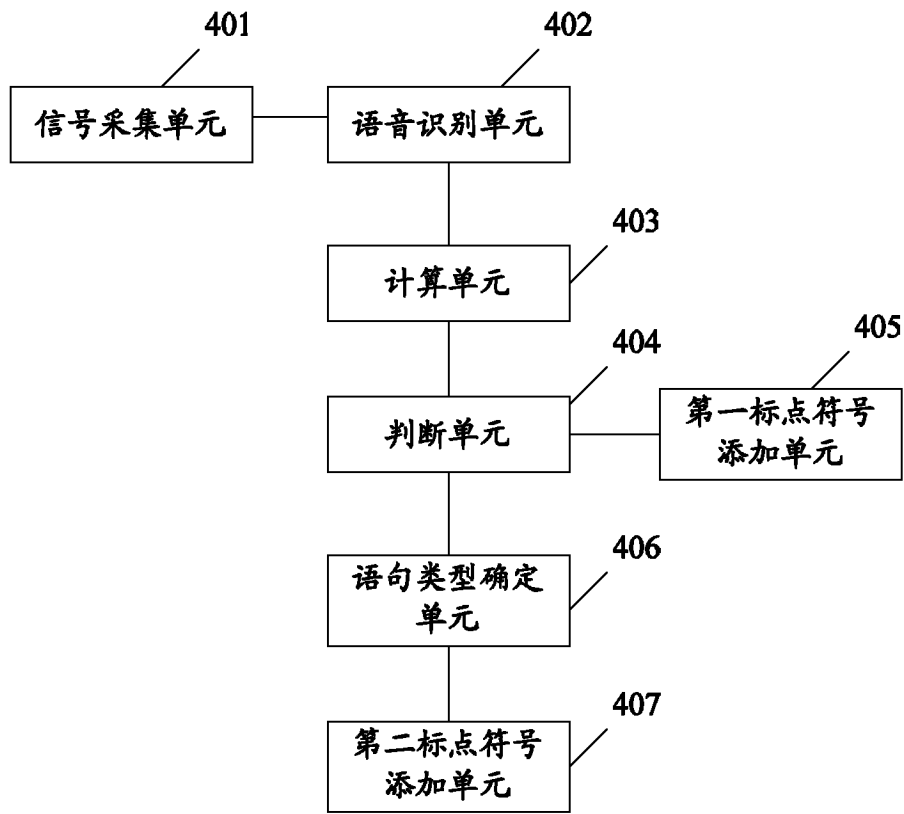 401
402
信号采集单元
语音识别单元
403
计算单元
404
405
判断单元
第一标点符号
添加单元
406
语句类型确定
单元
407
第二标点符号
添加单元